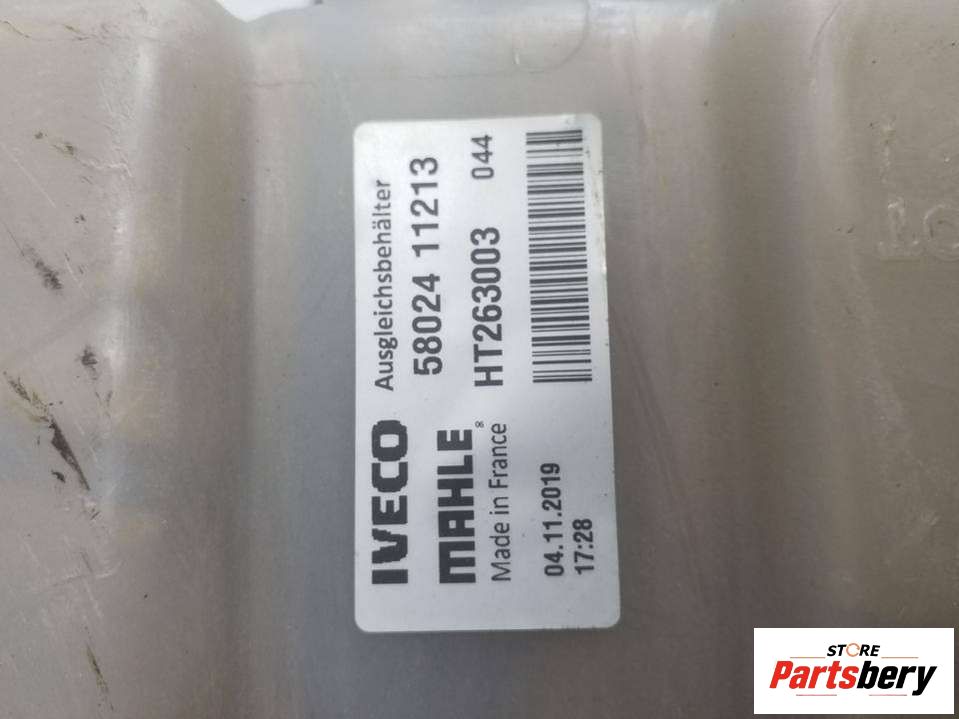 IVECO
Ausgleichsbehälter
58024 11213
MAHLE®
HT263003 044
Made in France
04.11.2019
17:28
STORE
Partsbery